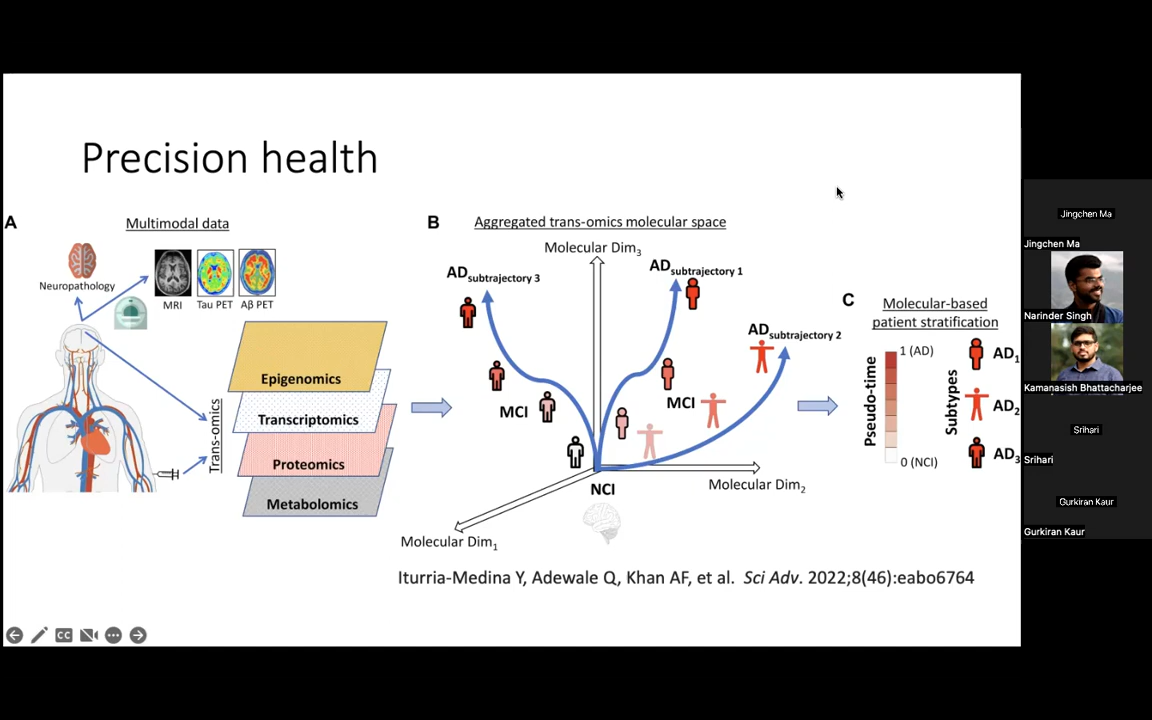 Precision health
A
Multimodal data
Neuropathology
MRI
Tau PET
Aβ PET
Trans-omics
Epigenomics
Transcriptomics
Proteomics
Metabolomics
B
Aggregated trans-omics molecular space
Molecular Dim3
ADsubtrajectory 3
ADsubtrajectory 1
ADsubtrajectory 2
MCI
MCI
NCI
Molecular Dim2
Molecular Dim1
C
Molecular-based
patient stratification
Pseudo-time
1 (AD)
0 (NCI)
Subtypes
AD1
AD2
AD3
Iturria-Medina Y, Adewale Q, Khan AF, et al. Sci Adv. 2022;8(46):eabo6764
CC
Jingchen Ma
Jingchen Ma
Narinder Singh
Kamanasish Bhattacharjee
Srihari
Srihari
Gurkiran Kaur
Gurkiran Kaur